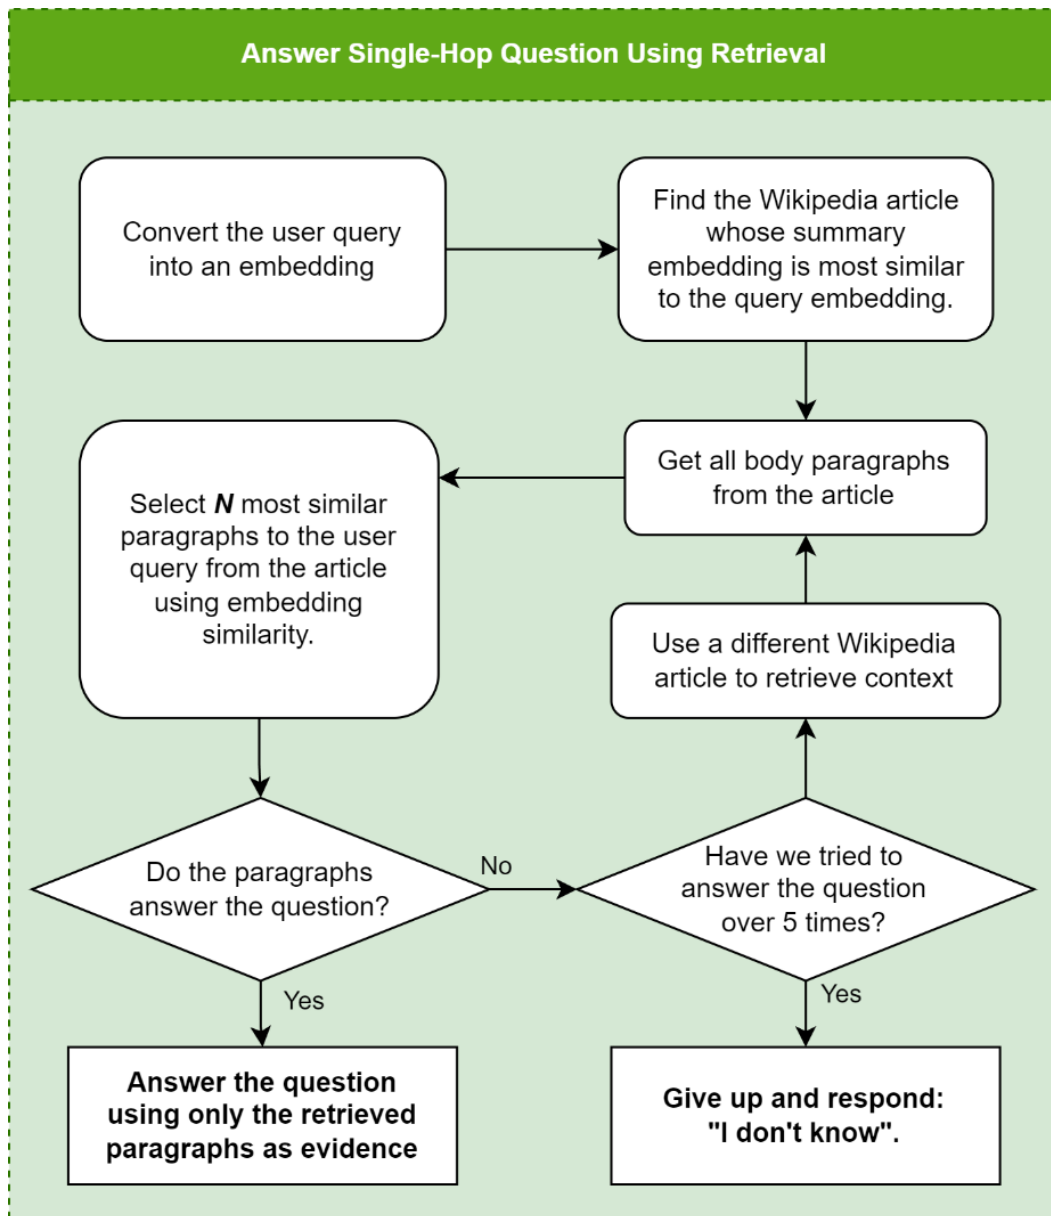 Answer Single-Hop Question Using Retrieval
Convert the user query
into an embedding
Find the Wikipedia article
whose summary
embedding is most similar
to the query embedding.
Get all body paragraphs
from the article
Select N most similar
paragraphs to the user
query from the article
using embedding
similarity.
Use a different Wikipedia
article to retrieve context
Do the paragraphs
answer the question?
No
Have we tried to
answer the question
over 5 times?
Yes
Yes
Answer the question
using only the retrieved
paragraphs as evidence
Give up and respond:
"I don't know".